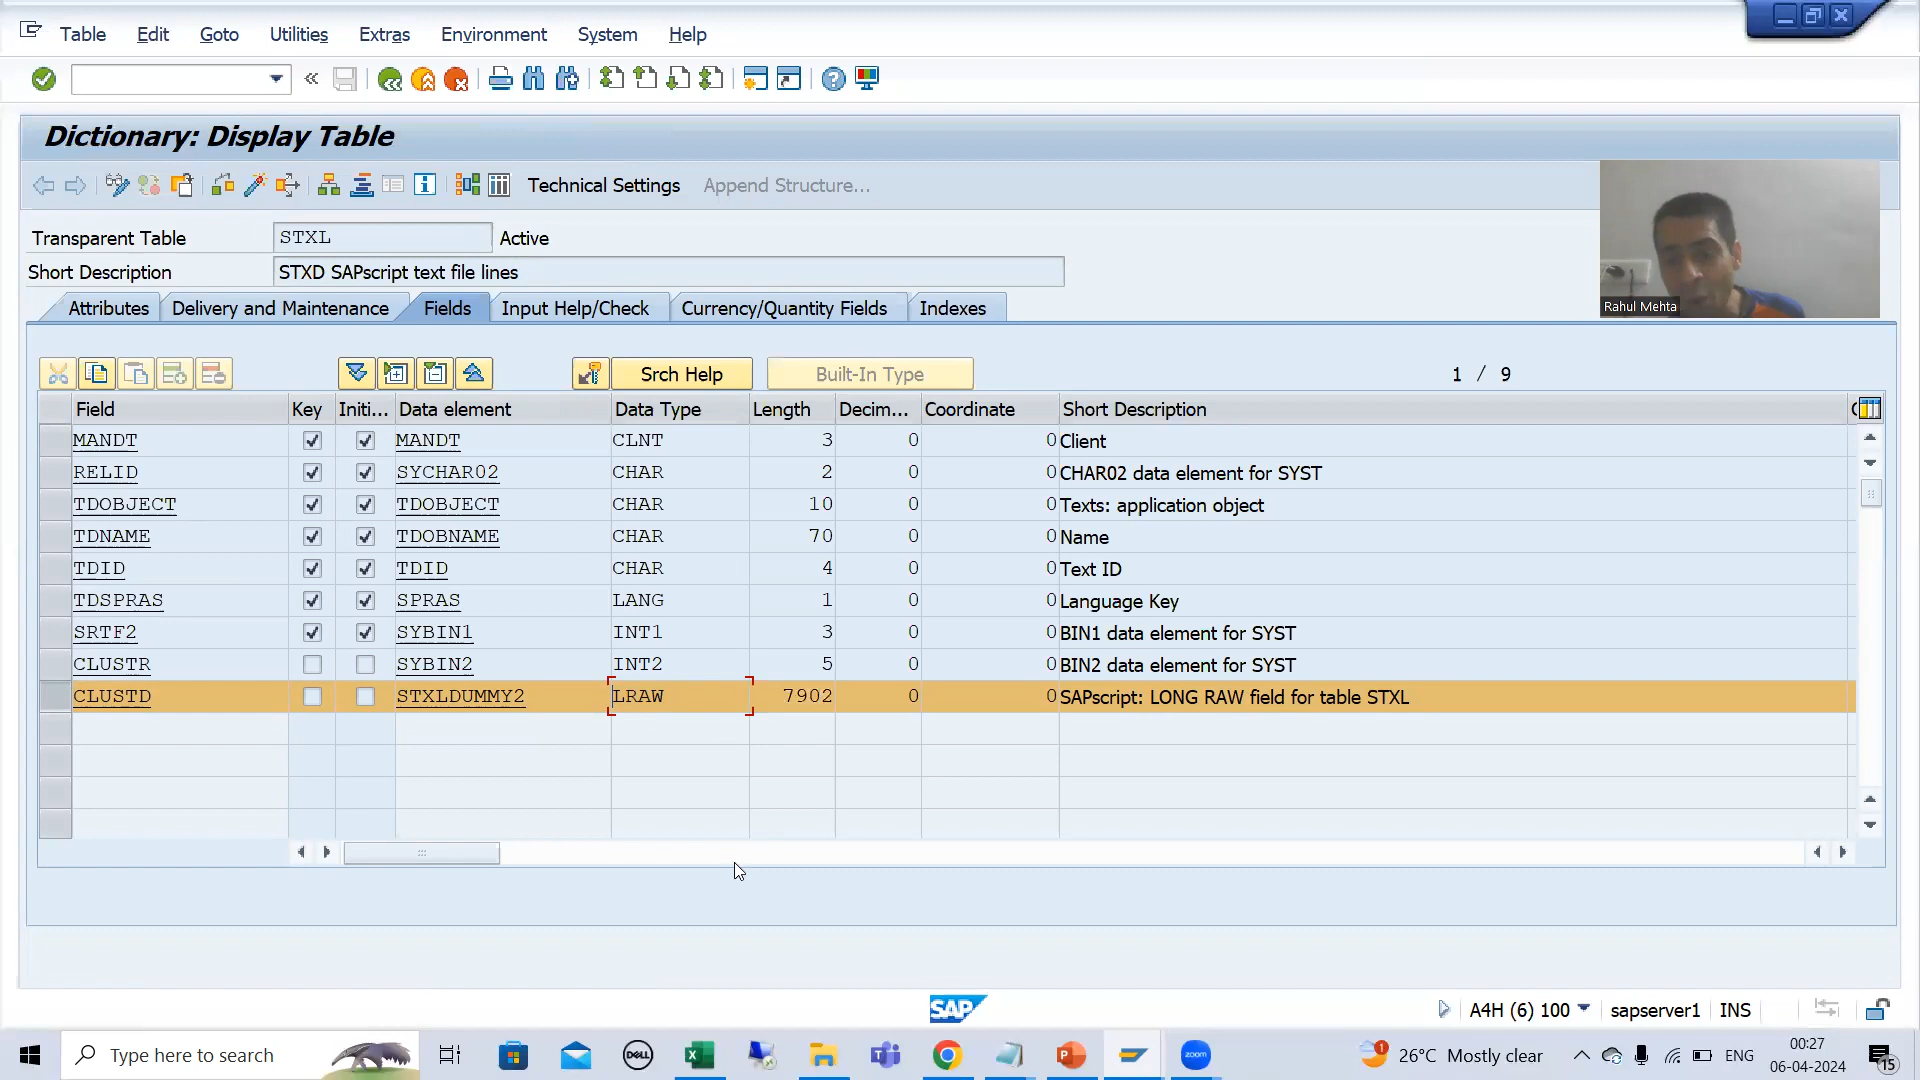 Table Edit Goto Utilities Extras Environment System Help
Dictionary: Display Table
Technical Settings Append Structure...
Transparent Table STXL Active
Short Description STXD SAPscript text file lines
Attributes Delivery and Maintenance Fields Input Help/Check Currency/Quantity Fields Indexes
Rahul Mehta
Srch Help Built-In Type 1 / 9
Field Key Initi... Data element Data Type Length Decim... Coordinate Short Description
MANDT MANDT CLNT 3 0 0 Client
RELID SYCHAR02 CHAR 2 0 0 CHAR02 data element for SYST
TDOBJECT TDOBJECT CHAR 10 0 0 Texts: application object
TDNAME TDOBNAME CHAR 70 0 0 Name
TDID TDID CHAR 4 0 0 Text ID
TDSPRAS SPRAS LANG 1 0 0 Language Key
SRTF2 SYBIN1 INT1 3 0 0 BIN1 data element for SYST
CLUSTR SYBIN2 INT2 5 0 0 BIN2 data element for SYST
CLUSTD STXLDUMMY2 LRAW 7902 0 0 SAPscript: LONG RAW field for table STXL
SAP A4H (6) 100 sapserver1 INS
Type here to search DELL zoom 1 26°C Mostly clear ENG 00:27
06-04-2024 15